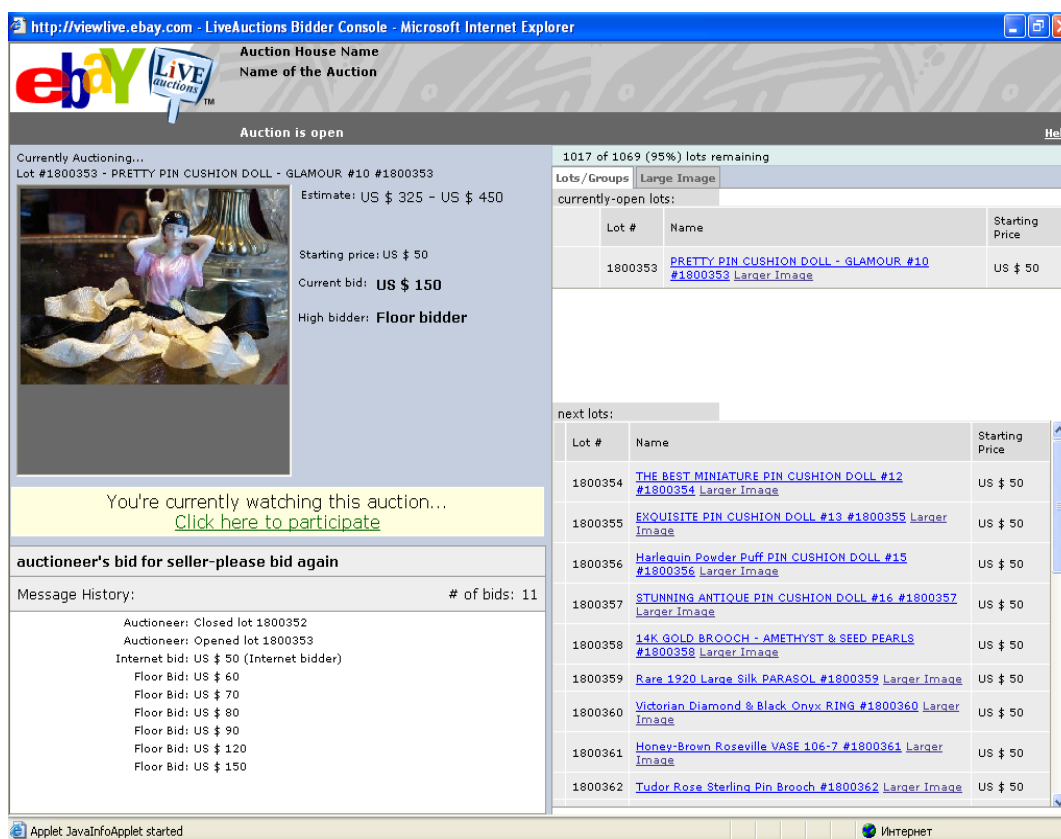 http://viewlive.ebay.com - LiveAuctions Bidder Console - Microsoft Internet Explorer
ebaY LiVE auctions TM
Auction House Name
Name of the Auction
Auction is open
Currently Auctioning...
Lot #1800353 - PRETTY PIN CUSHION DOLL - GLAMOUR #10 #1800353
Estimate: US $ 325 - US $ 450
Starting price: US $ 50
Current bid: US $ 150
High bidder: Floor bidder
You're currently watching this auction...
Click here to participate
auctioneer's bid for seller-please bid again
Message History: # of bids: 11
Auctioneer: Closed lot 1800352
Auctioneer: Opened lot 1800353
Internet bid: US $ 50 (Internet bidder)
Floor Bid: US $ 60
Floor Bid: US $ 70
Floor Bid: US $ 80
Floor Bid: US $ 90
Floor Bid: US $ 120
Floor Bid: US $ 150
1017 of 1069 (95%) lots remaining
Lots/Groups Large Image
currently-open lots:
Lot # Name Starting
Price
1800353 PRETTY PIN CUSHION DOLL - GLAMOUR #10
#1800353 Larger Image US $ 50
next lots:
Lot # Name Starting
Price
1800354 THE BEST MINIATURE PIN CUSHION DOLL #12
#1800354 Larger Image US $ 50
1800355 EXQUISITE PIN CUSHION DOLL #13 #1800355 Larger
Image US $ 50
1800356 Harlequin Powder Puff PIN CUSHION DOLL #15
#1800356 Larger Image US $ 50
1800357 STUNNING ANTIQUE PIN CUSHION DOLL #16 #1800357
Larger Image US $ 50
1800358 14K GOLD BROOCH - AMETHYST & SEED PEARLS
#1800358 Larger Image US $ 50
1800359 Rare 1920 Large Silk PARASOL #1800359 Larger Image US $ 50
1800360 Victorian Diamond & Black Onyx RING #1800360 Larger
Image US $ 50
1800361 Honey-Brown Roseville VASE 106-7 #1800361 Larger
Image US $ 50
1800362 Tudor Rose Sterling Pin Brooch #1800362 Larger Image US $ 50
Applet JavaInfoApplet started
Интернет